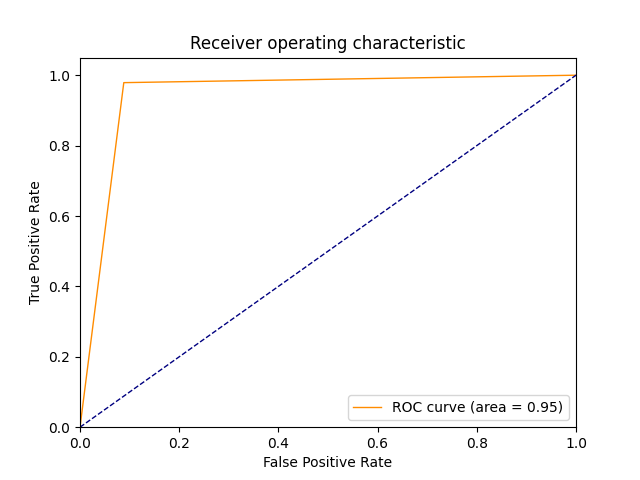 Receiver operating characteristic
True Positive Rate
1.0
0.8
0.6
0.4
0.2
0.0
ROC curve (area = 0.95)
0.0 0.2 0.4 0.6 0.8 1.0
False Positive Rate